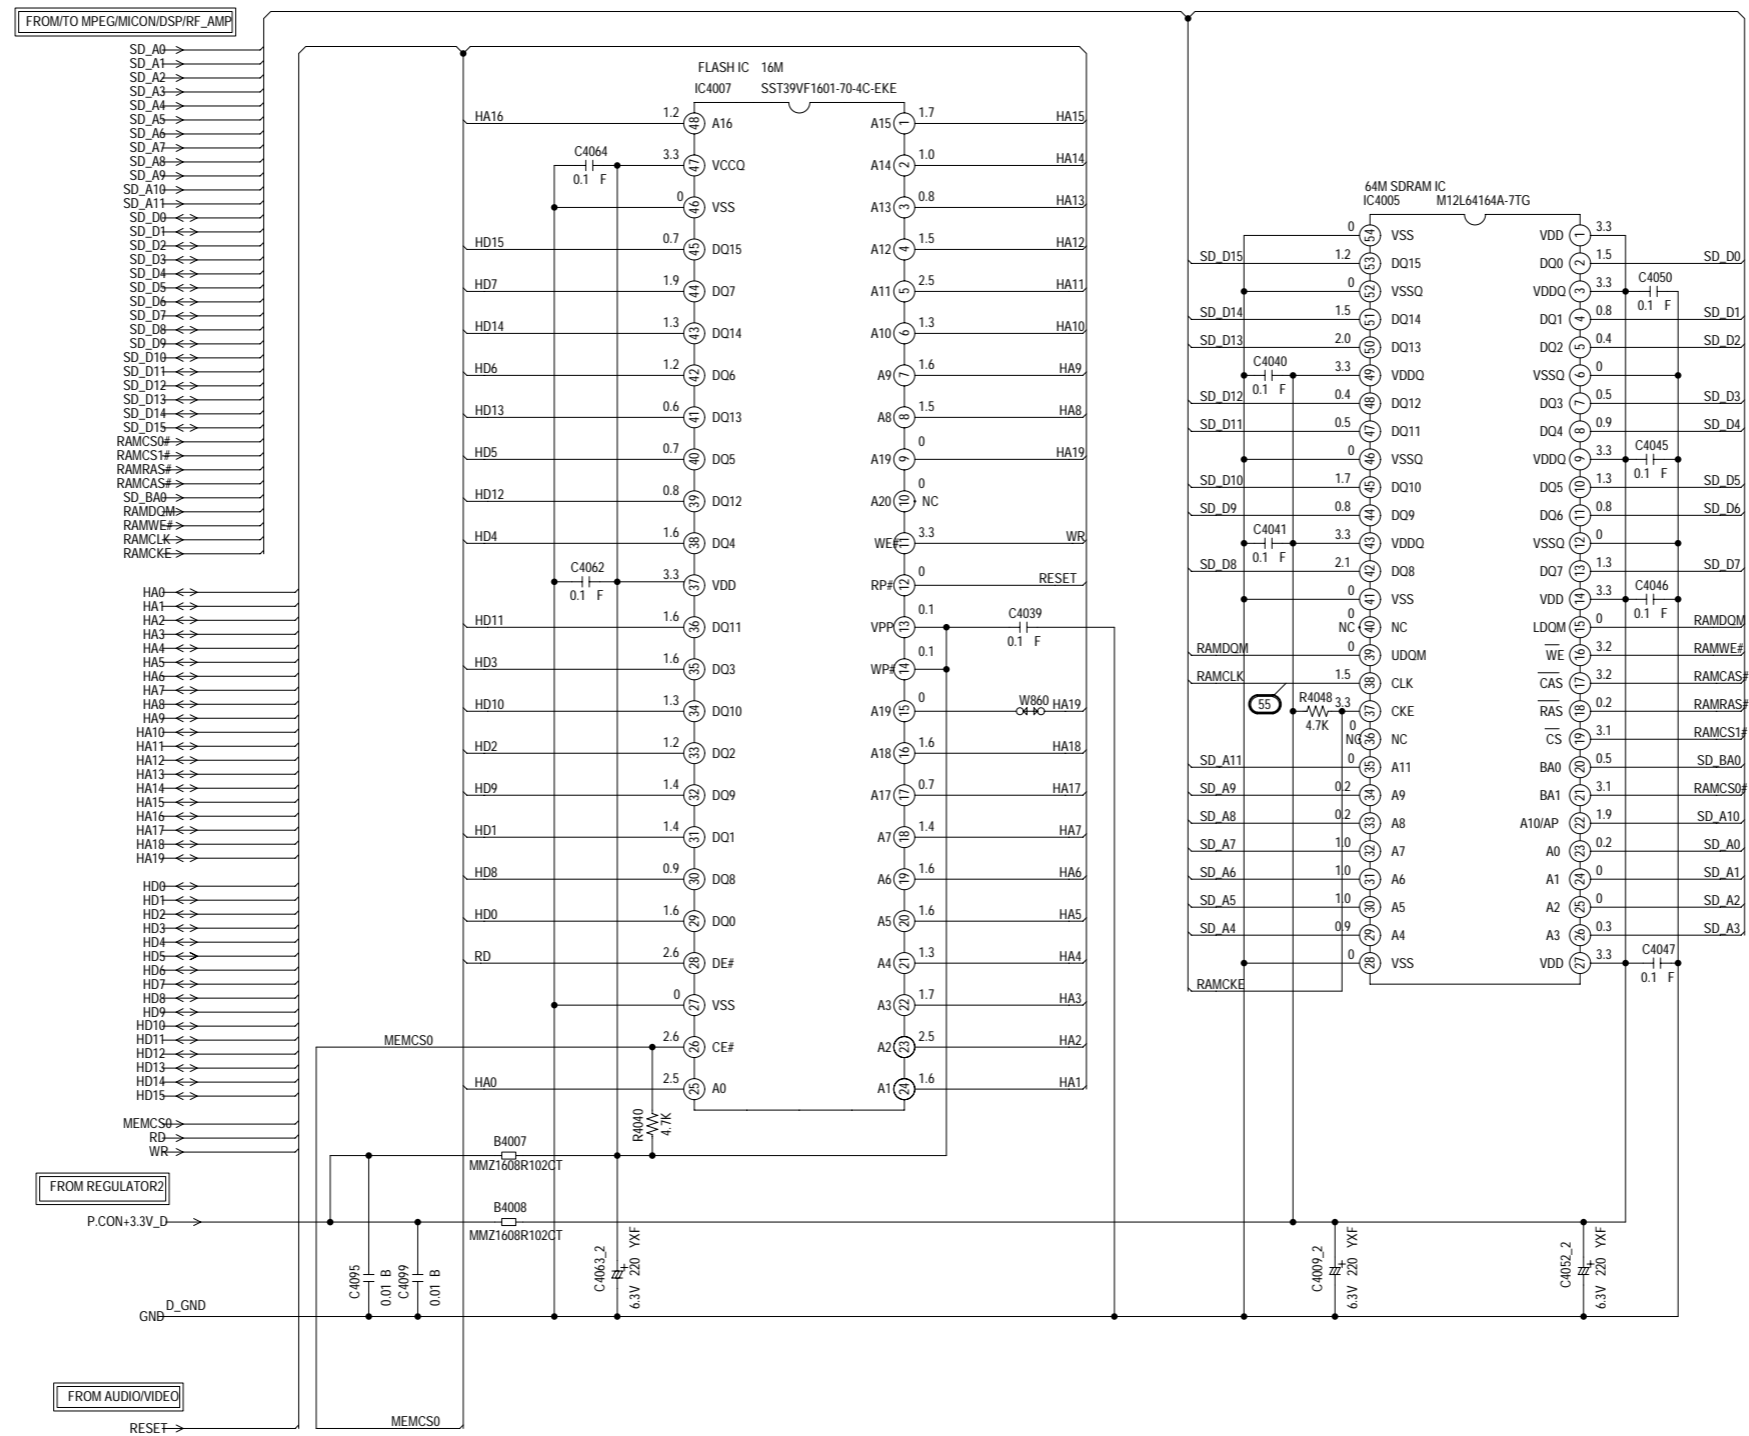 FROM/TO MPEG/MICON/DSP/RF_AMP
SD_A0
SD_A1
SD_A2
SD_A3
SD_A4
SD_A5
SD_A6
SD_A7
SD_A8
SD_A9
SD_A10
SD_A11
SD_D0
SD_D1
SD_D2
SD_D3
SD_D4
SD_D5
SD_D6
SD_D7
SD_D8
SD_D9
SD_D10
SD_D11
SD_D12
SD_D13
SD_D14
SD_D15
RAMCS0#
RAMCS1#
RAMRAS#
RAMCAS#
SD_BA0
RAMDQM
RAMWE#
RAMCLK
RAMCKE
HA0
HA1
HA2
HA3
HA4
HA5
HA6
HA7
HA8
HA9
HA10
HA11
HA12
HA13
HA14
HA15
HA16
HA17
HA18
HA19
HD0
HD1
HD2
HD3
HD4
HD5
HD6
HD7
HD8
HD9
HD10
HD11
HD12
HD13
HD14
HD15
MEMCS0
RD
WR
FROM REGULATOR2
P.CON+3.3V_D
D_GND
GND
FROM AUDIO/VIDEO
RESET
FLASH IC 16M
IC4007 SST39VF1601-70-4C-EKE
HA16 1.2 48 A16 A15 1 1.7 HA15
C4064 0.1 F 3.3 47 VCCQ A14 2 1.0 HA14
0 46 VSS A13 3 0.8 HA13
HD15 0.7 45 DQ15 A12 4 1.5 HA12
HD7 1.9 44 DQ7 A11 5 2.5 HA11
HD14 1.3 43 DQ14 A10 6 1.3 HA10
HD6 1.2 42 DQ6 A9 7 1.6 HA9
HD13 0.6 41 DQ13 A8 8 1.5 HA8
HD5 0.7 40 DQ5 A19 9 0 HA19
HD12 0.8 39 DQ12 A20 10 0 NC
HD4 1.6 38 DQ4 WE# 11 3.3 WR
C4062 0.1 F 3.3 37 VDD RP# 12 0 RESET
HD11 1.6 36 DQ11 VPP 13 0.1 C4039 0.1 F
HD3 1.6 35 DQ3 WP# 14 0.1
HD10 1.3 34 DQ10 A19 15 0 W860 HA19
HD2 1.2 33 DQ2 A18 16 1.6 HA18
HD9 1.4 32 DQ9 A17 17 0.7 HA17
HD1 1.4 31 DQ1 A7 18 1.4 HA7
HD8 0.9 30 DQ8 A6 19 1.6 HA6
HD0 1.6 29 DQ0 A5 20 1.6 HA5
RD 2.6 28 DE# A4 21 1.3 HA4
0 27 VSS A3 22 1.7 HA3
MEMCS0 2.6 26 CE# A2 23 2.5 HA2
HA0 2.5 25 A0 A1 24 1.6 HA1
R4040 4.7K
B4007
MMZ1608R102CT
B4008
MMZ1608R102CT
C4095 0.01 B
C4099 0.01 B
C4063_2 6.3V 220 YXF
MEMCS0
64M SDRAM IC
IC4005 M12L64164A-7TG
0 54 VSS VDD 1 3.3
SD_D15 1.2 53 DQ15 DQ0 2 1.5 SD_D0
0 52 VSSQ VDDQ 3 3.3 C4050 0.1 F
SD_D14 1.5 51 DQ14 DQ1 4 0.8 SD_D1
SD_D13 2.0 50 DQ13 DQ2 5 0.4 SD_D2
C4040 0.1 F 3.3 49 VDDQ VSSQ 6 0
SD_D12 0.4 48 DQ12 DQ3 7 0.5 SD_D3
SD_D11 0.5 47 DQ11 DQ4 8 0.9 SD_D4
0 46 VSSQ VDDQ 9 3.3 C4045 0.1 F
SD_D10 1.7 45 DQ10 DQ5 10 1.3 SD_D5
SD_D9 0.8 44 DQ9 DQ6 11 0.8 SD_D6
C4041 0.1 F 3.3 43 VDDQ VSSQ 12 0
SD_D8 2.1 42 DQ8 DQ7 13 1.3 SD_D7
0 41 VSS VDD 14 3.3 C4046 0.1 F
NC 0 40 NC LDQM 15 0 RAMDQM
RAMDQM 0 39 UDQM WE 16 3.2 RAMWE#
RAMCLK 1.5 38 CLK CAS 17 3.2 RAMCAS#
55 R4048 4.7K 3.3 37 CKE RAS 18 0.2 RAMRAS#
NC 0 36 NC CS 19 3.1 RAMCS1#
SD_A11 0 35 A11 BA0 20 0.5 SD_BA0
SD_A9 0.2 34 A9 BA1 21 3.1 RAMCS0#
SD_A8 0.2 33 A8 A10/AP 22 1.9 SD_A10
SD_A7 1.0 32 A7 A0 23 0.2 SD_A0
SD_A6 1.0 31 A6 A1 24 0 SD_A1
SD_A5 1.0 30 A5 A2 25 0 SD_A2
SD_A4 0.9 29 A4 A3 26 0.3 SD_A3
0 28 VSS VDD 27 3.3 C4047 0.1 F
RAMCKE
C4009_2 6.3V 220 YXF
C4052_2 6.3V 220 YXF